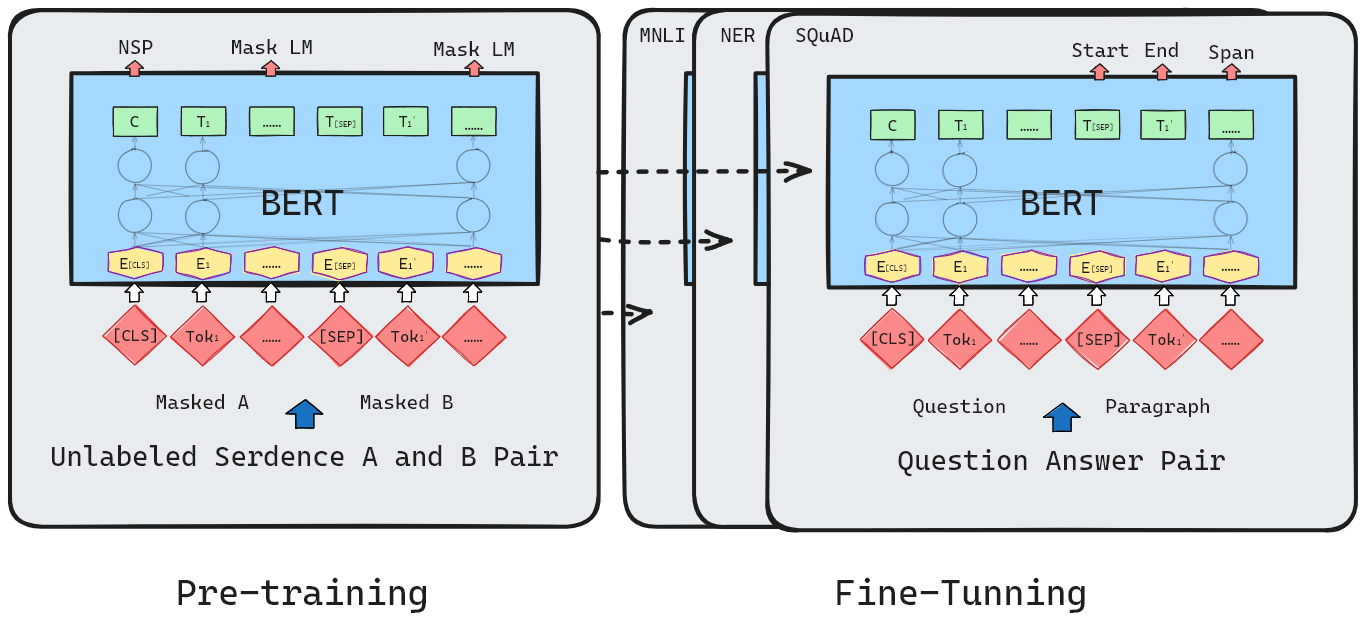 NSP Mask LM Mask LM
C T₁ ...... T[SEP] T₁' ......
BERT
E[CLS] E₁ ...... E[SEP] E₁' ......
[CLS] Tok₁ ...... [SEP] Tok₁' ......
Masked A Masked B
Unlabeled Serdence A and B Pair
Pre-training
MNLI
NER
SQuAD
Start End Span
C T₁ ...... T[SEP] T₁' ......
BERT
E[CLS] E₁ ...... E[SEP] E₁' ......
[CLS] Tok₁ ...... [SEP] Tok₁' ......
Question Paragraph
Question Answer Pair
Fine-Tunning